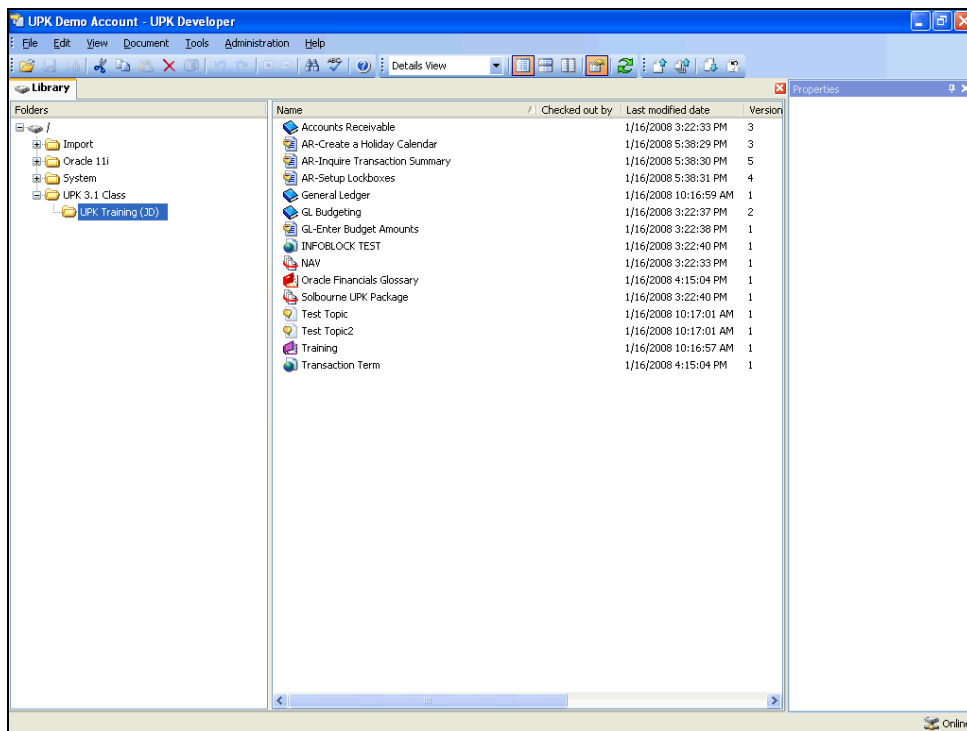 UPK Demo Account - UPK Developer
File Edit View Document Tools Administration Help
ABC Details View
Library Properties
Folders Name Checked out by Last modified date Version
/ Accounts Receivable 1/16/2008 3:22:33 PM 3
Import AR-Create a Holiday Calendar 1/16/2008 5:38:29 PM 3
Oracle 11i AR-Inquire Transaction Summary 1/16/2008 5:38:30 PM 5
System AR-Setup Lockboxes 1/16/2008 5:38:31 PM 4
UPK 3.1 Class General Ledger 1/16/2008 10:16:59 AM 1
UPK Training (JD) GL Budgeting 1/16/2008 3:22:37 PM 2
GL-Enter Budget Amounts 1/16/2008 3:22:38 PM 1
INFOBLOCK TEST 1/16/2008 3:22:40 PM 1
NAV 1/16/2008 3:22:33 PM 1
Oracle Financials Glossary 1/16/2008 4:15:04 PM 1
Solbourne UPK Package 1/16/2008 3:22:40 PM 1
Test Topic 1/16/2008 10:17:01 AM 1
Test Topic2 1/16/2008 10:17:01 AM 1
Training 1/16/2008 10:16:57 AM 1
Transaction Term 1/16/2008 4:15:04 PM 1
Online